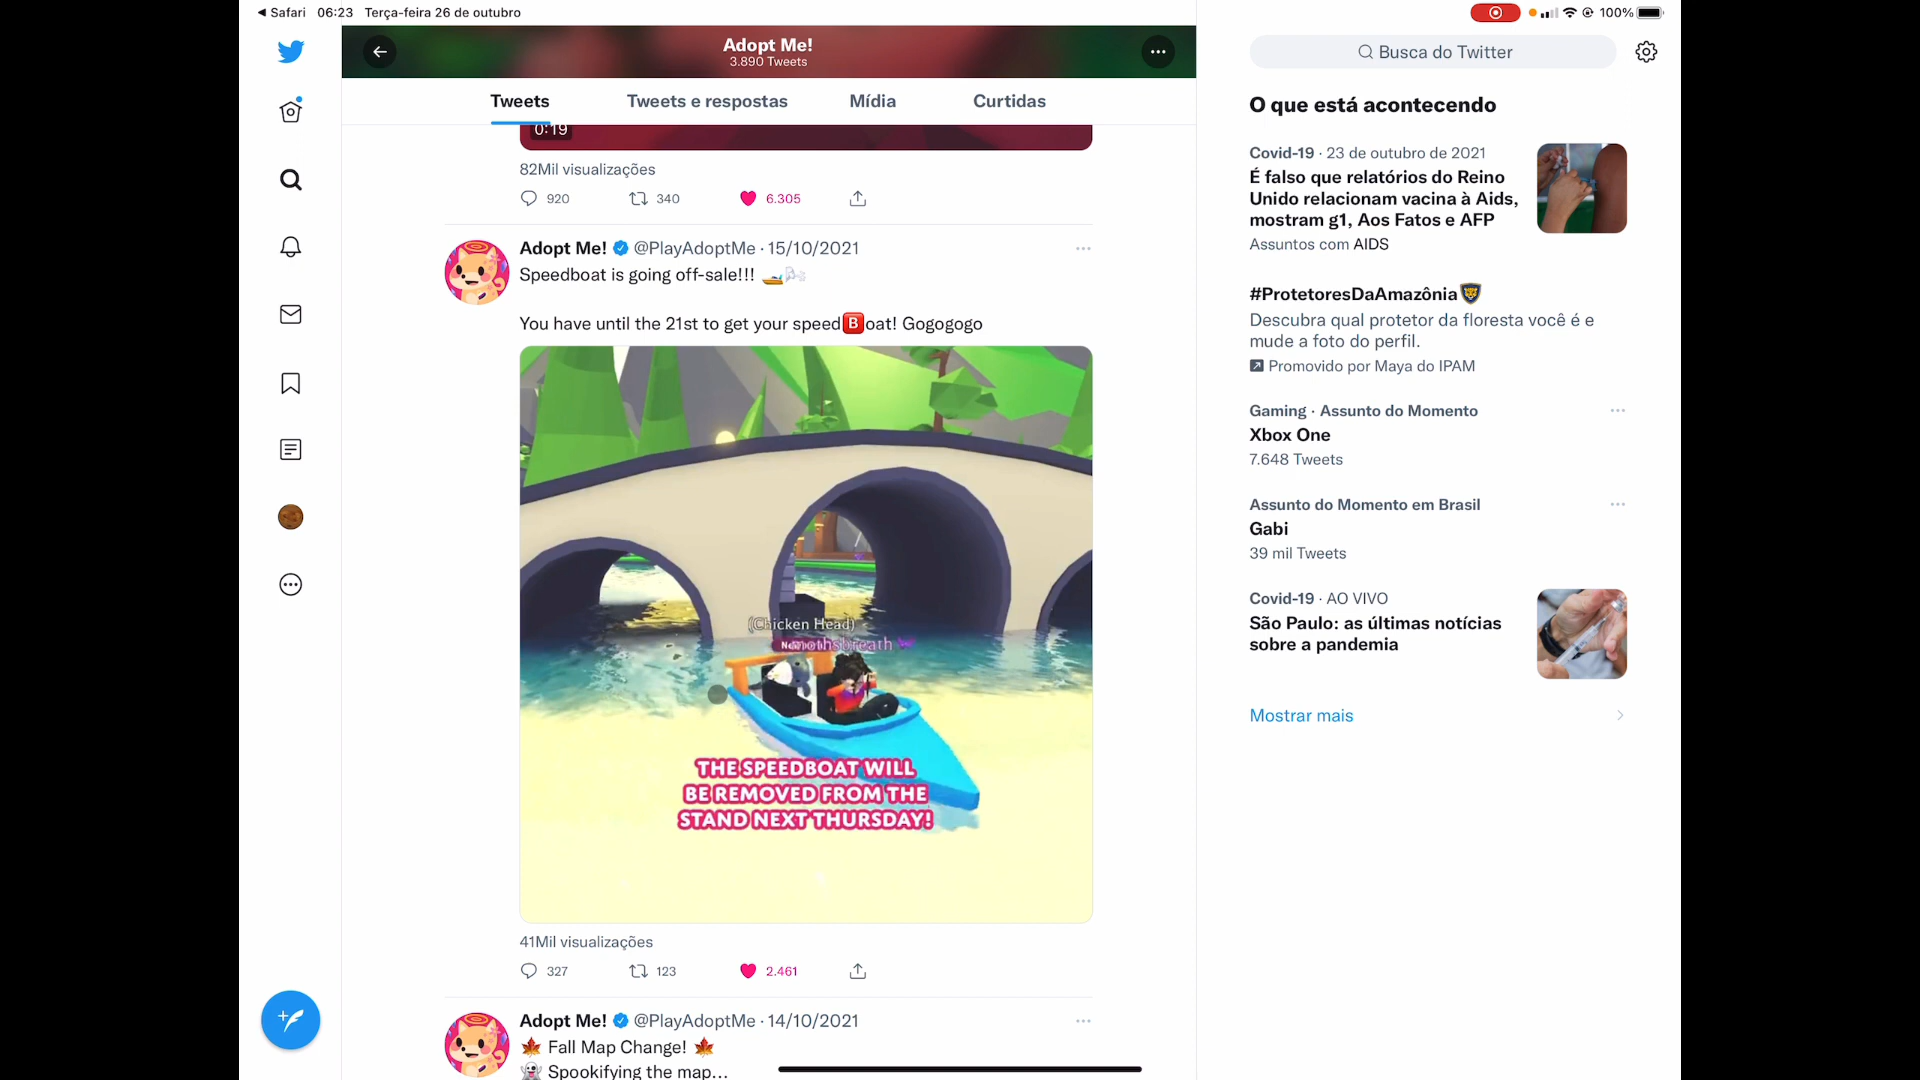 Safari 06:23 Terça-feira 26 de outubro
100%
Adopt Me!
3.890 Tweets
Tweets Tweets e respostas Mídia Curtidas
0:19
82Mil visualizações
920 340 6.305
Adopt Me! @PlayAdoptMe · 15/10/2021
Speedboat is going off-sale!!! 🚤🌬️
You have until the 21st to get your speed🅱️oat! Gogogogo
(Chicken Head)
mothsbreath
THE SPEEDBOAT WILL
BE REMOVED FROM THE
STAND NEXT THURSDAY!
41Mil visualizações
327 123 2.461
Adopt Me! @PlayAdoptMe · 14/10/2021
🍁 Fall Map Change! 🍁
👻 Spookifying the map...
Busca do Twitter
O que está acontecendo
Covid-19 · 23 de outubro de 2021
É falso que relatórios do Reino
Unido relacionam vacina à Aids,
mostram g1, Aos Fatos e AFP
Assuntos com AIDS
#ProtetoresDaAmazônia
Descubra qual protetor da floresta você é e
mude a foto do perfil.
Promovido por Maya do IPAM
Gaming · Assunto do Momento
Xbox One
7.648 Tweets
Assunto do Momento em Brasil
Gabi
39 mil Tweets
Covid-19 · AO VIVO
São Paulo: as últimas notícias
sobre a pandemia
Mostrar mais